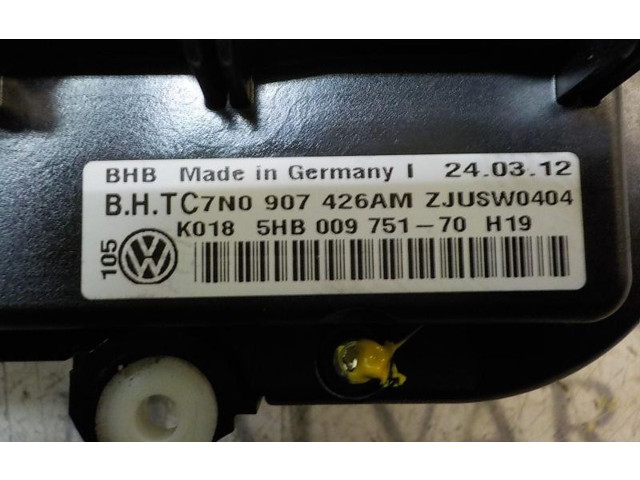 BHB Made in Germany I 24.03.12
B.H.TC7N0 907 426AM ZJUSW0404
K018 5HB 009 751-70 H19
105